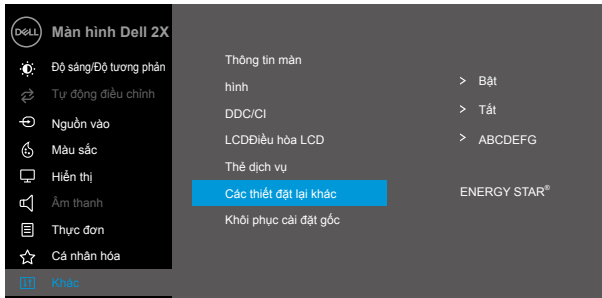 DELL Màn hình Dell 2X
Độ sáng/Độ tương phản
Tự động điều chỉnh
Nguồn vào
Màu sắc
Hiển thị
Âm thanh
Thực đơn
Cá nhân hóa
Khác
Thông tin màn
hình
DDC/CI
LCDĐiều hòa LCD
Thẻ dịch vụ
Các thiết đặt lại khác
Khôi phục cài đặt gốc
> Bật
> Tắt
> ABCDEFG
ENERGY STAR®